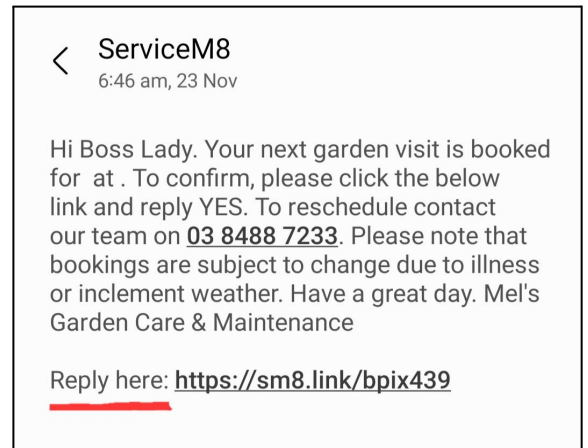 ServiceM8
6:46 am, 23 Nov
Hi Boss Lady. Your next garden visit is booked
for at . To confirm, please click the below
link and reply YES. To reschedule contact
our team on 03 8488 7233. Please note that
bookings are subject to change due to illness
or inclement weather. Have a great day. Mel's
Garden Care & Maintenance
Reply here: https://sm8.link/bpix439